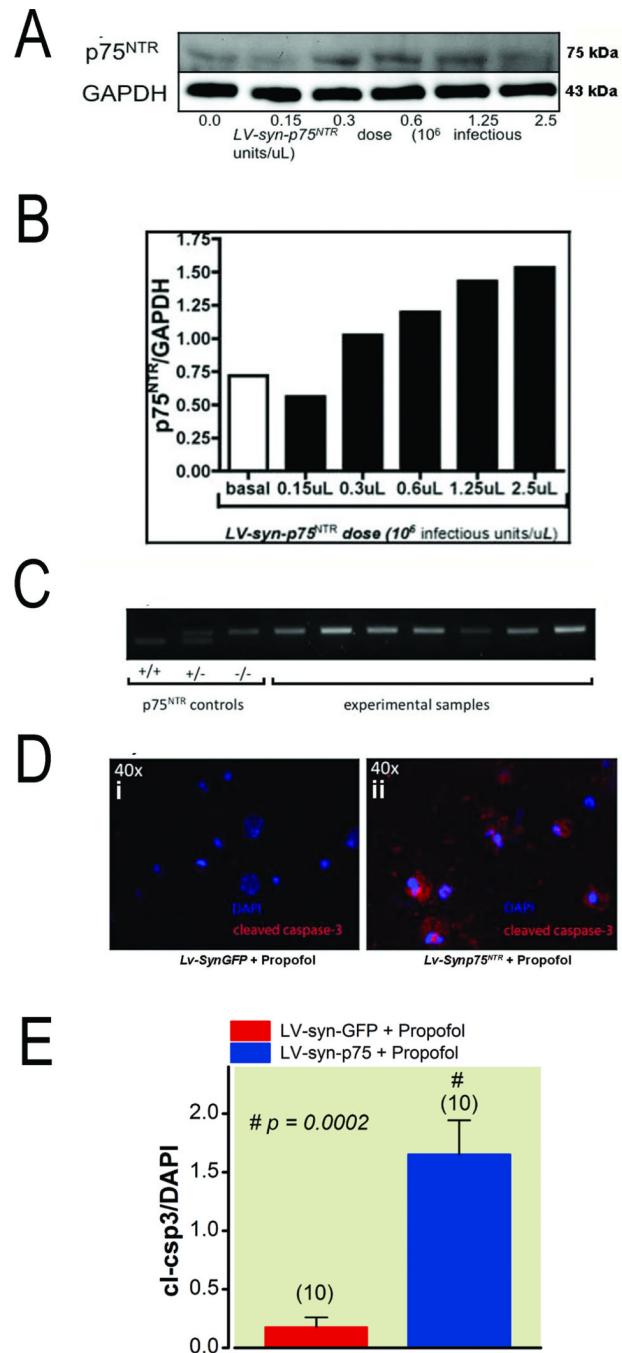 A
p75NTR
75 kDa
GAPDH
43 kDa
0.0 0.15 0.3 0.6 1.25 2.5
LV-syn-p75NTR dose (10⁶ infectious
units/uL)
B
p75NTR/GAPDH
1.75
1.50
1.25
1.00
0.75
0.50
0.25
0.00
basal 0.15uL 0.3uL 0.6uL 1.25uL 2.5uL
LV-syn-p75NTR dose (10⁶ infectious units/uL)
C
+/+ +/- -/-
p75NTR controls experimental samples
D
40x
i
DAPI
cleaved caspase-3
Lv-SynGFP + Propofol
40x
ii
DAPI
cleaved caspase-3
Lv-Synp75NTR + Propofol
E
LV-syn-GFP + Propofol
LV-syn-p75 + Propofol
cl-csp3/DAPI
2.0
1.5
1.0
0.5
0.0
# p = 0.0002
#
(10)
(10)